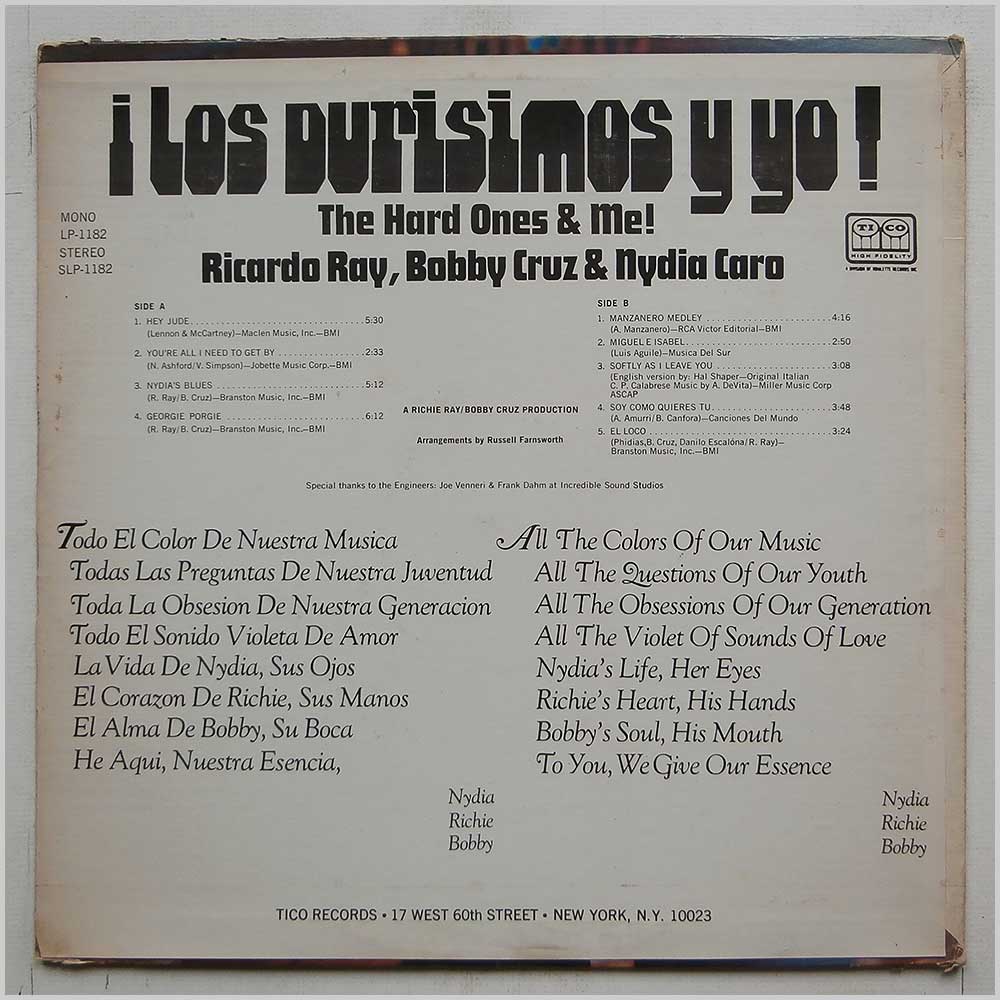 ¡Los Durisimos y yo!
The Hard Ones & Me!
Ricardo Ray, Bobby Cruz & Nydia Caro
MONO
LP-1182
STEREO
SLP-1182
TICO
HIGH FIDELITY
A DIVISION OF ROULETTE RECORDS INC
SIDE A
1. HEY JUDE................................5:30
(Lennon & McCartney)—Maclen Music, Inc.—BMI
2. YOU'RE ALL I NEED TO GET BY ................2:33
(N. Ashford/V. Simpson)—Jobette Music Corp.—BMI
3. NYDIA'S BLUES ................................5:12
(R. Ray/B. Cruz)—Branston Music, Inc.—BMI
4. GEORGIE PORGIE ................................6:12
(R. Ray/B. Cruz)—Branston Music, Inc.—BMI
A RICHIE RAY/BOBBY CRUZ PRODUCTION
Arrangements by Russell Farnsworth
SIDE B
1. MANZANERO MEDLEY ........................4:16
(A. Manzanero)—RCA Victor Editorial—BMI
2. MIGUEL E ISABEL...........................2:50
(Luis Aguile)—Musica Del Sur
3. SOFTLY AS I LEAVE YOU ......................3:08
(English version by: Hal Shaper—Original Italian
C. P. Calabrese Music by A. DeVita)—Miller Music Corp
ASCAP
4. SOY COMO QUIERES TU......................3:48
(A. Amurri/B. Canfora)—Canciones Del Mundo
5. EL LOCO ..................................3:24
(Phidias,B. Cruz, Danilo Escalóna/R. Ray)—
Branston Music, Inc.—BMI
Special thanks to the Engineers: Joe Venneri & Frank Dahm at Incredible Sound Studios
Todo El Color De Nuestra Musica
Todas Las Preguntas De Nuestra Juventud
Toda La Obsesion De Nuestra Generacion
Todo El Sonido Violeta De Amor
La Vida De Nydia, Sus Ojos
El Corazon De Richie, Sus Manos
El Alma De Bobby, Su Boca
He Aqui, Nuestra Esencia,
Nydia
Richie
Bobby
All The Colors Of Our Music
All The Questions Of Our Youth
All The Obsessions Of Our Generation
All The Violet Of Sounds Of Love
Nydia's Life, Her Eyes
Richie's Heart, His Hands
Bobby's Soul, His Mouth
To You, We Give Our Essence
Nydia
Richie
Bobby
TICO RECORDS • 17 WEST 60th STREET • NEW YORK, N.Y. 10023